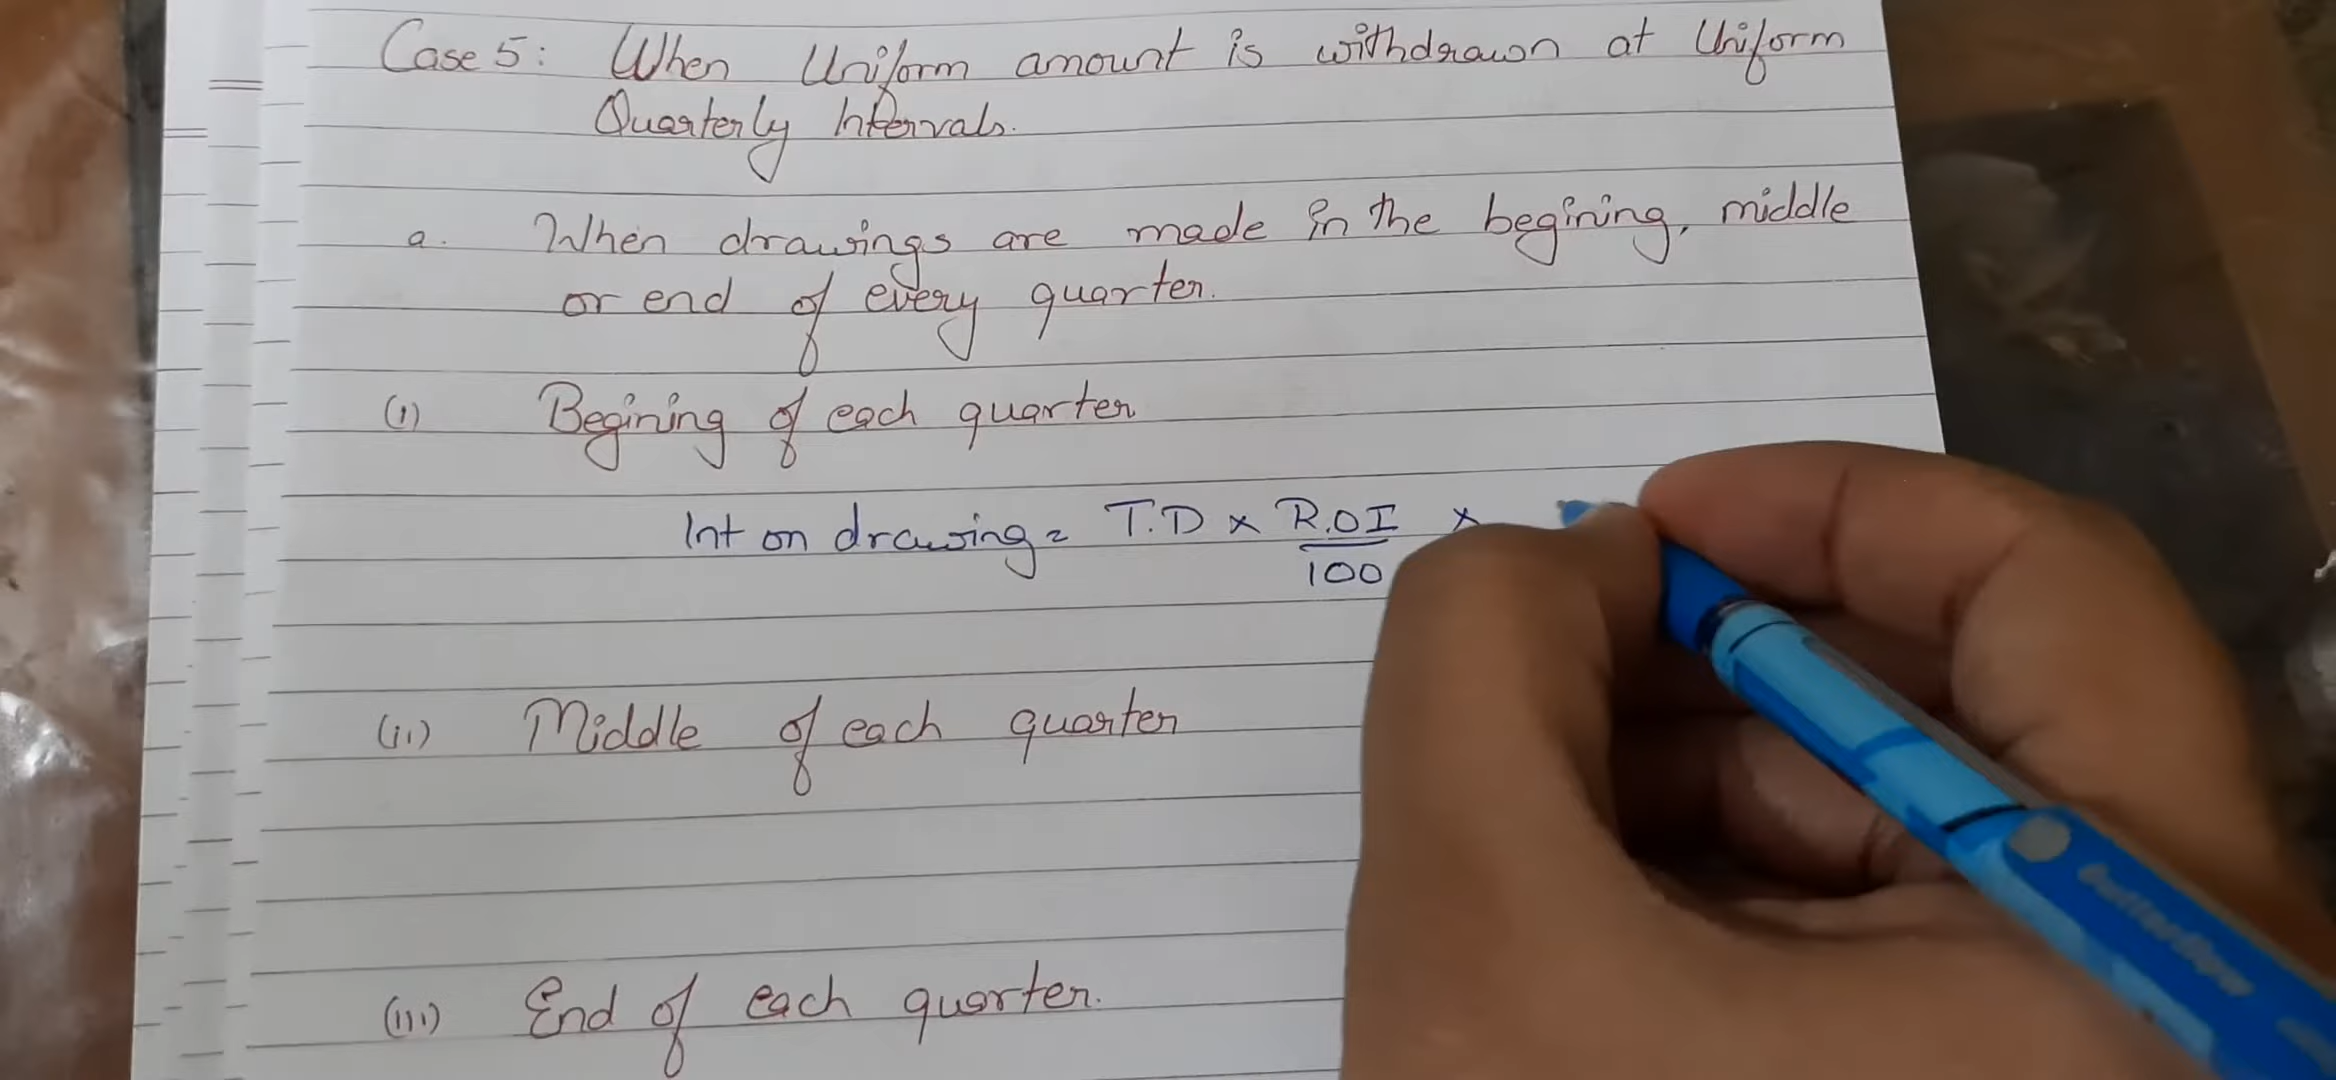 Case 5: When Uniform amount is withdrawn at Uniform
Quarterly Intervals.
a. When drawings are made in the begining, middle
or end of every quarter.
(i) Begining of each quarter
Int on drawing = T.D × R.OI ×
100
(ii) Middle of each quarter
(iii) End of each quarter.